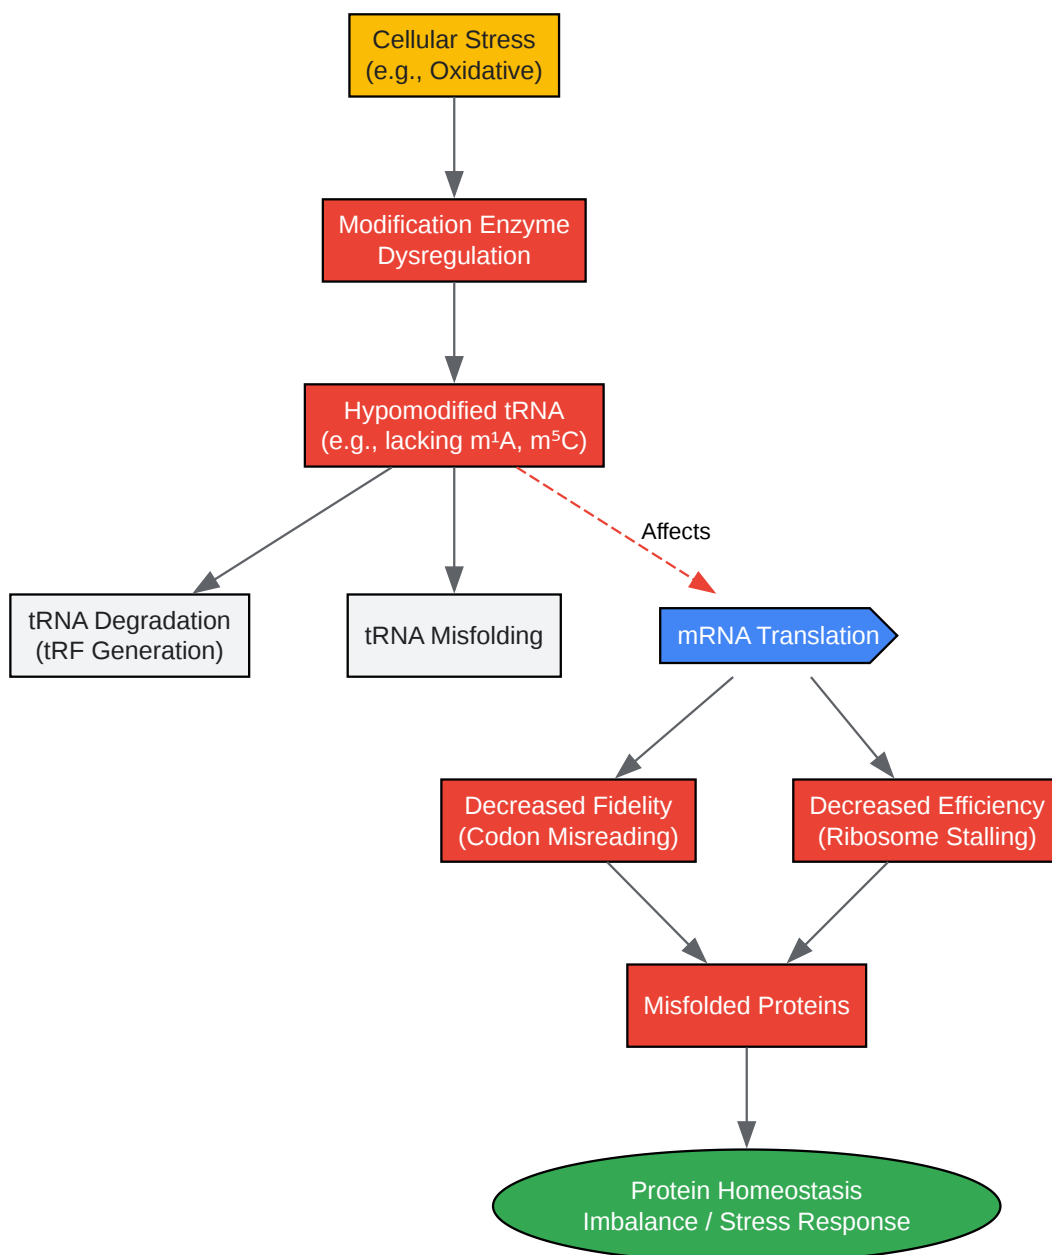 Cellular Stress
(e.g., Oxidative)
Modification Enzyme
Dysregulation
Hypomodified tRNA
(e.g., lacking m¹A, m⁵C)
Affects
tRNA Degradation
(tRF Generation)
tRNA Misfolding
mRNA Translation
Decreased Fidelity
(Codon Misreading)
Decreased Efficiency
(Ribosome Stalling)
Misfolded Proteins
Protein Homeostasis
Imbalance / Stress Response